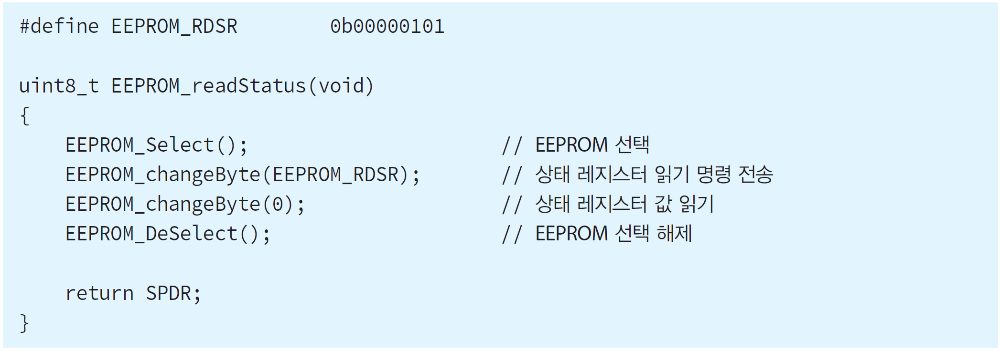 #define EEPROM_RDSR        0b00000101
uint8_t EEPROM_readStatus(void)
{
    EEPROM_Select();                      // EEPROM 선택
    EEPROM_changeByte(EEPROM_RDSR);       // 상태 레지스터 읽기 명령 전송
    EEPROM_changeByte(0);                 // 상태 레지스터 값 읽기
    EEPROM_DeSelect();                    // EEPROM 선택 해제
    return SPDR;
}